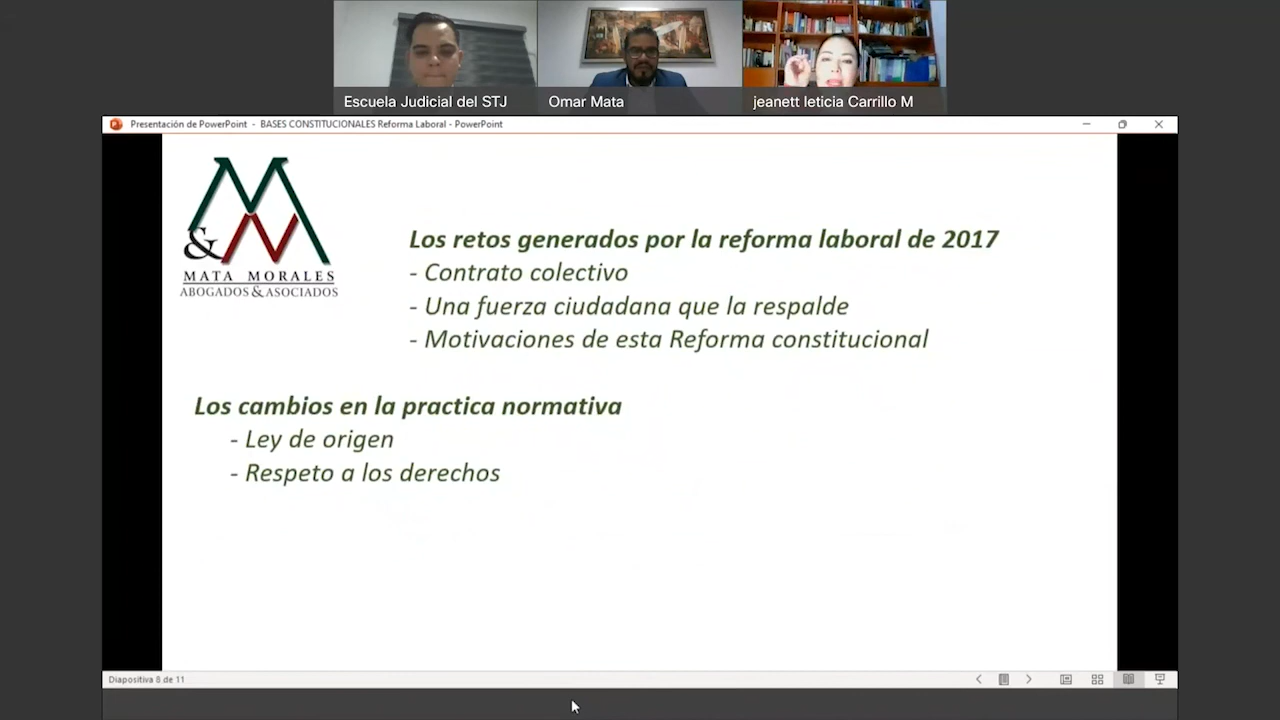 Escuela Judicial del STJ
Omar Mata
jeanett leticia Carrillo M
Presentación de PowerPoint - BASES CONSTITUCIONALES Reforma Laboral - PowerPoint
&
MATA MORALES
ABOGADOS & ASOCIADOS
Los retos generados por la reforma laboral de 2017
- Contrato colectivo
- Una fuerza ciudadana que la respalde
- Motivaciones de esta Reforma constitucional
Los cambios en la practica normativa
- Ley de origen
- Respeto a los derechos
Diapositiva 8 de 11